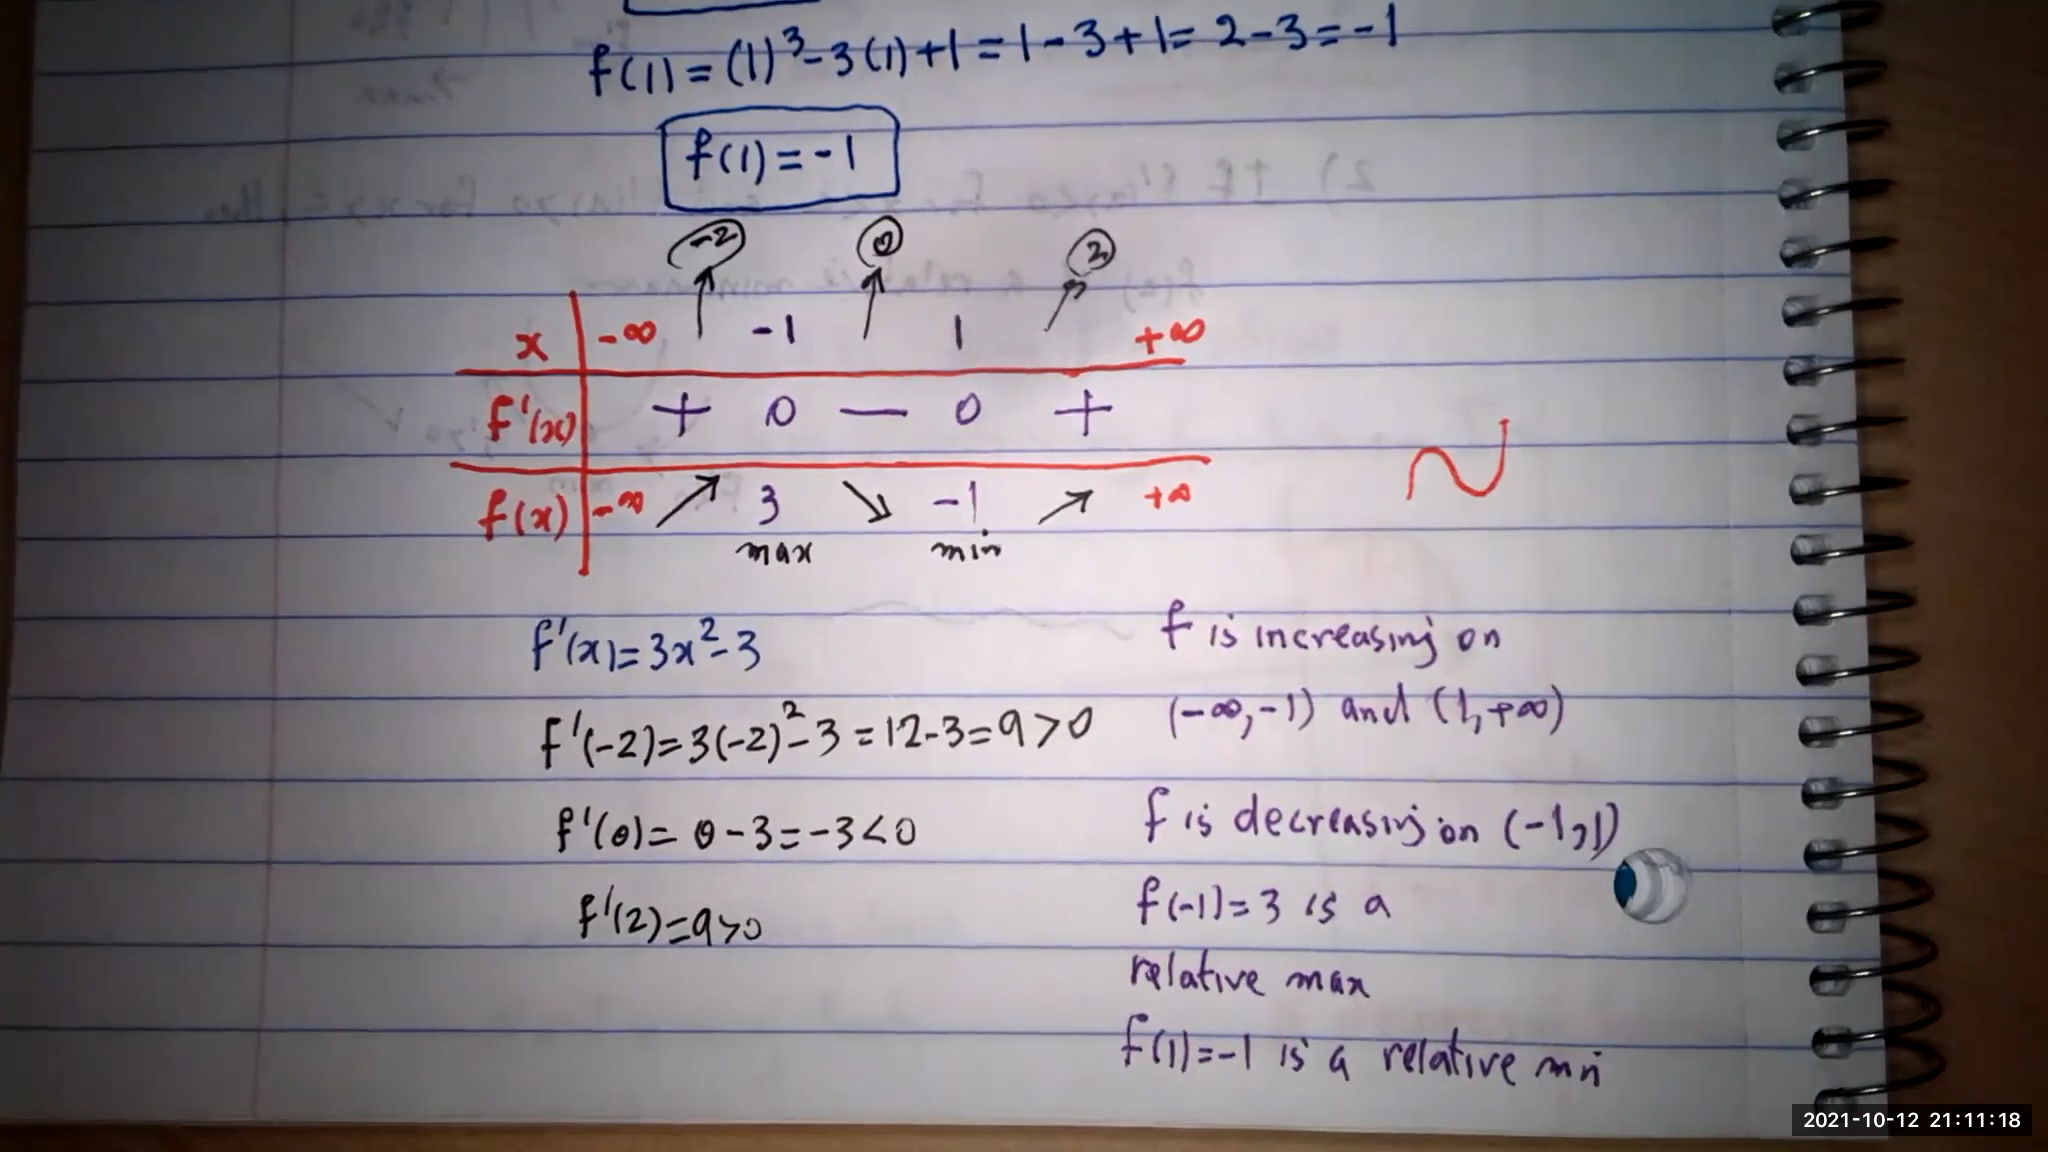 f(1) = (1)³-3(1)+1 = 1-3+1 = 2-3 = -1
f(1) = -1
-2 0 2
x -∞ -1 1 +∞
f'(x) + 0 - 0 +
f(x) -∞ ↗ 3 ↘ -1 ↗ +∞
max min
f'(x) = 3x²-3
f'(-2) = 3(-2)²-3 = 12-3 = 9 > 0
f'(0) = 0-3 = -3 < 0
f'(2) = 9 > 0
f is increasing on
(-∞, -1) and (1, +∞)
f is decreasing on (-1, 1)
f(-1) = 3 is a
relative max
f(1) = -1 is a relative min
2021-10-12 21:11:18